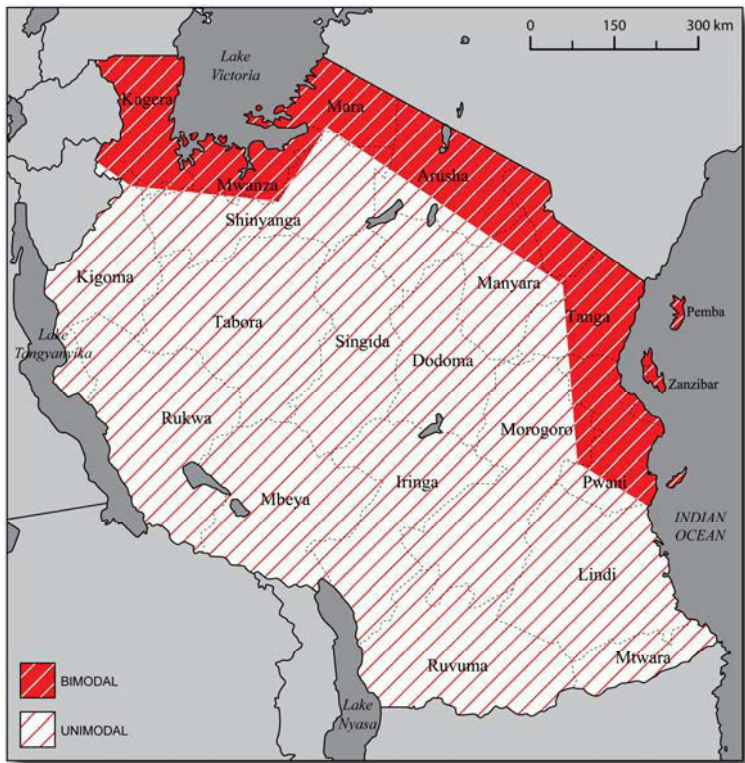 0 150 300 km
Lake
Victoria
Kagera
Mara
Arusha
Mwanza
Shinyanga
Kigoma
Manyara
Tabora
Singida
Tanga
Pemba
Lake
Tangyanyika
Dodoma
Zanzibar
Rukwa
Morogoro
Iringa
Pwani
Mbeya
INDIAN
OCEAN
Lindi
Ruvuma
Mtwara
BIMODAL
Lake
Nyasa
UNIMODAL